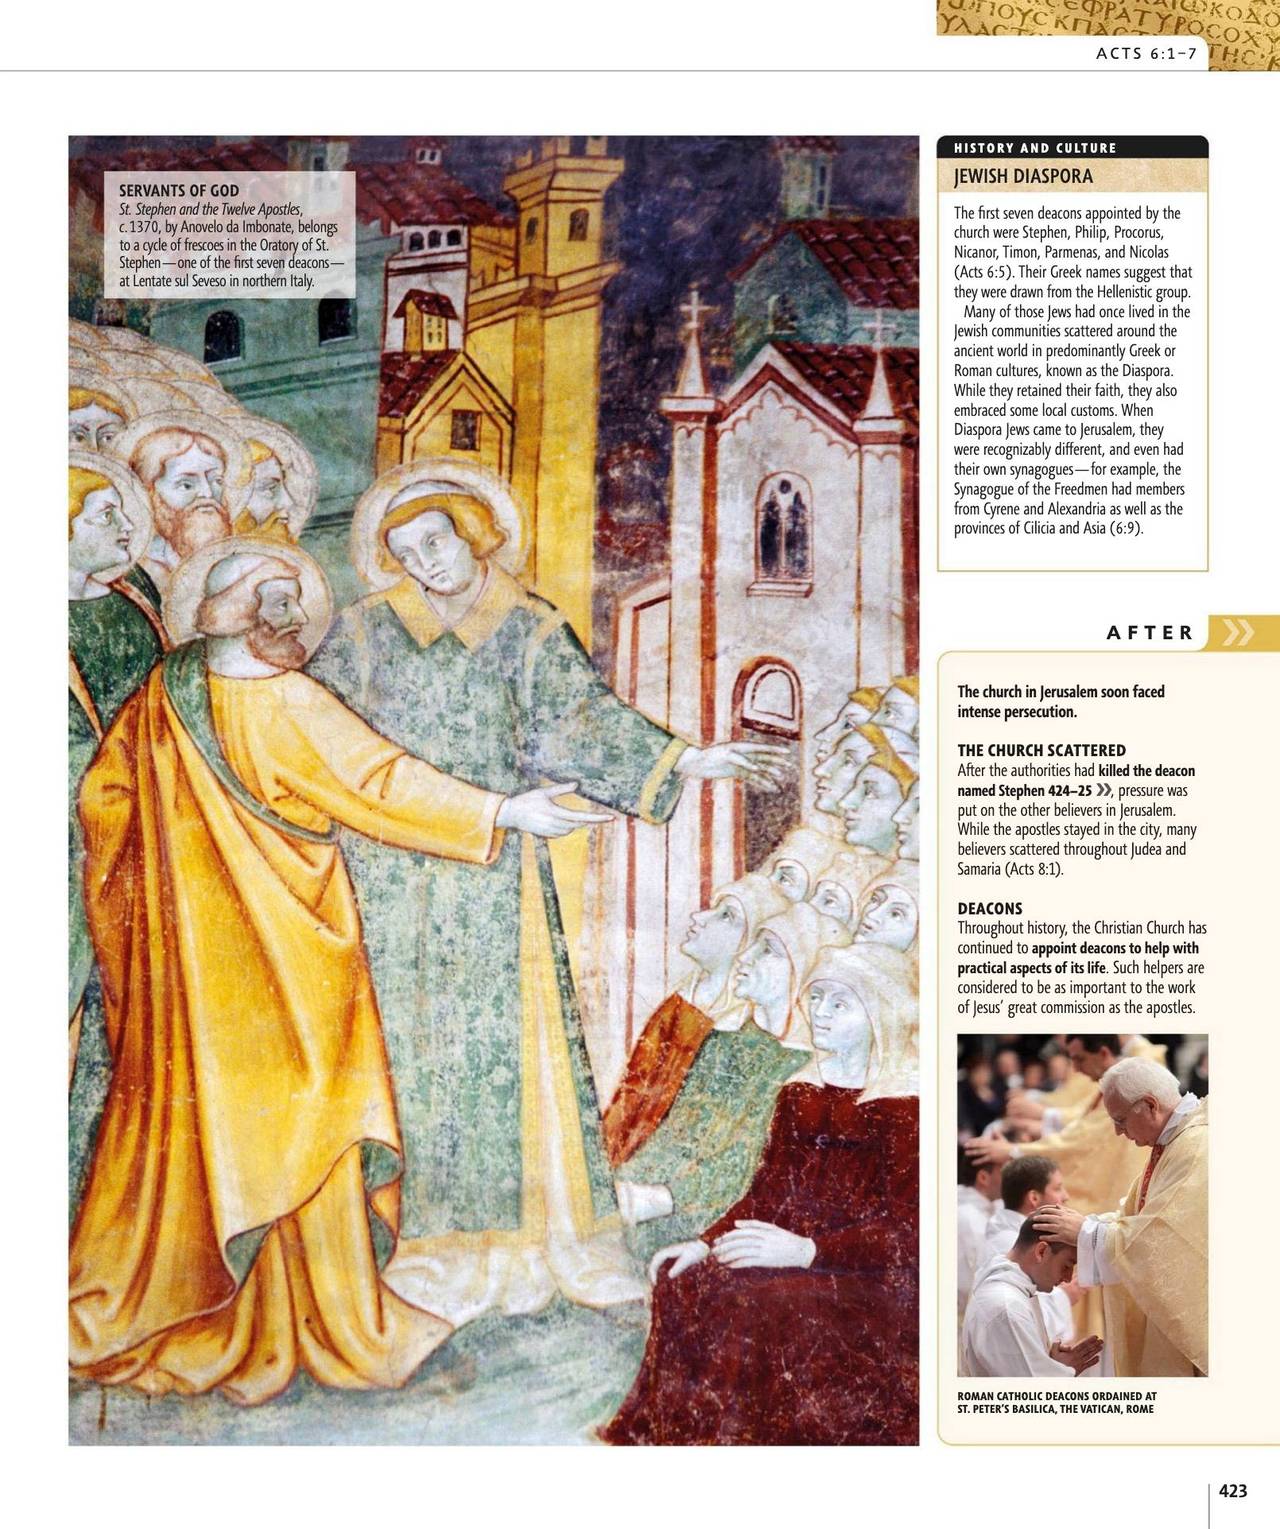 ACTS 6:1–7
SERVANTS OF GOD
St. Stephen and the Twelve Apostles,
c.1370, by Anovelo da Imbonate, belongs
to a cycle of frescoes in the Oratory of St.
Stephen—one of the first seven deacons—
at Lentate sul Seveso in northern Italy.
HISTORY AND CULTURE
JEWISH DIASPORA
The first seven deacons appointed by the
church were Stephen, Philip, Procorus,
Nicanor, Timon, Parmenas, and Nicolas
(Acts 6:5). Their Greek names suggest that
they were drawn from the Hellenistic group.
Many of those Jews had once lived in the
Jewish communities scattered around the
ancient world in predominantly Greek or
Roman cultures, known as the Diaspora.
While they retained their faith, they also
embraced some local customs. When
Diaspora Jews came to Jerusalem, they
were recognizably different, and even had
their own synagogues—for example, the
Synagogue of the Freedmen had members
from Cyrene and Alexandria as well as the
provinces of Cilicia and Asia (6:9).
AFTER »
The church in Jerusalem soon faced
intense persecution.
THE CHURCH SCATTERED
After the authorities had killed the deacon
named Stephen 424–25 », pressure was
put on the other believers in Jerusalem.
While the apostles stayed in the city, many
believers scattered throughout Judea and
Samaria (Acts 8:1).
DEACONS
Throughout history, the Christian Church has
continued to appoint deacons to help with
practical aspects of its life. Such helpers are
considered to be as important to the work
of Jesus’ great commission as the apostles.
ROMAN CATHOLIC DEACONS ORDAINED AT
ST. PETER’S BASILICA, THE VATICAN, ROME
423